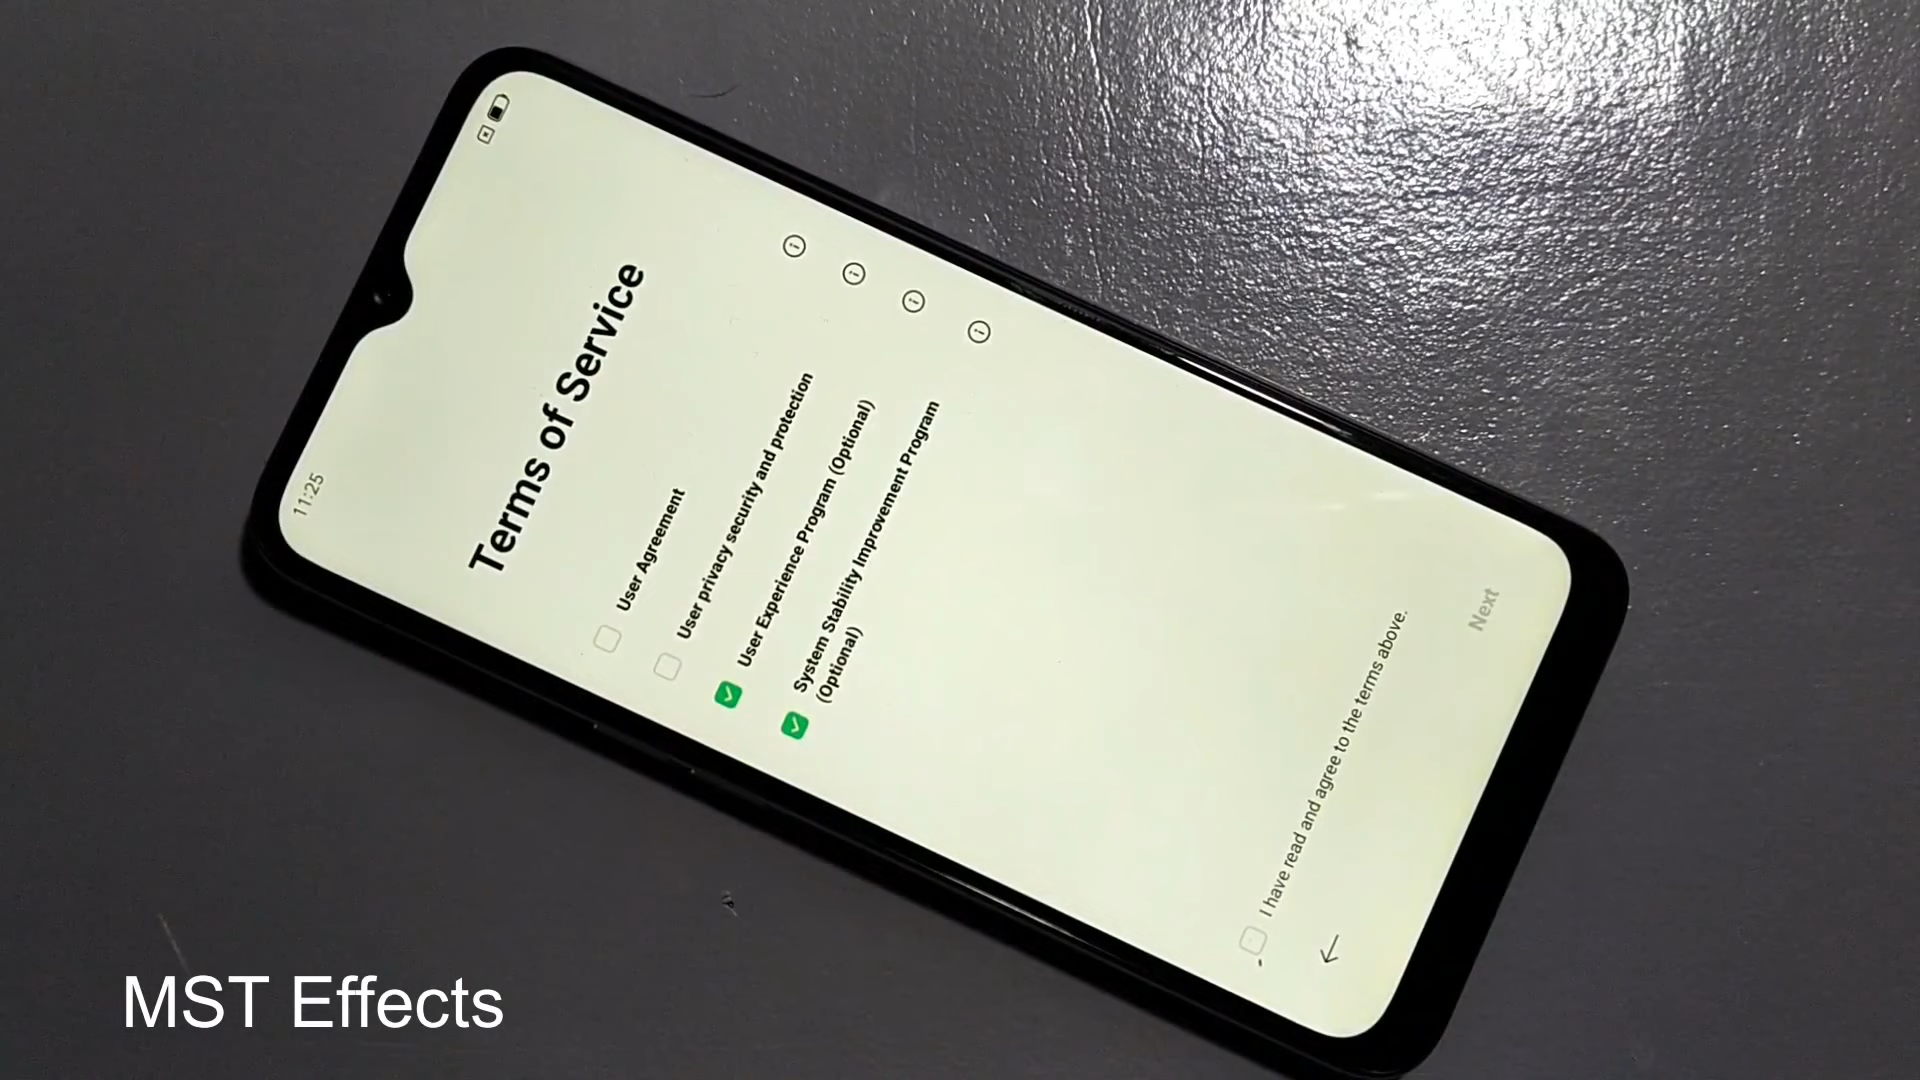 11:25
Terms of Service
User Agreement
User privacy security and protection
User Experience Program (Optional)
System Stability Improvement Program
(Optional)
I have read and agree to the terms above.
Next
MST Effects